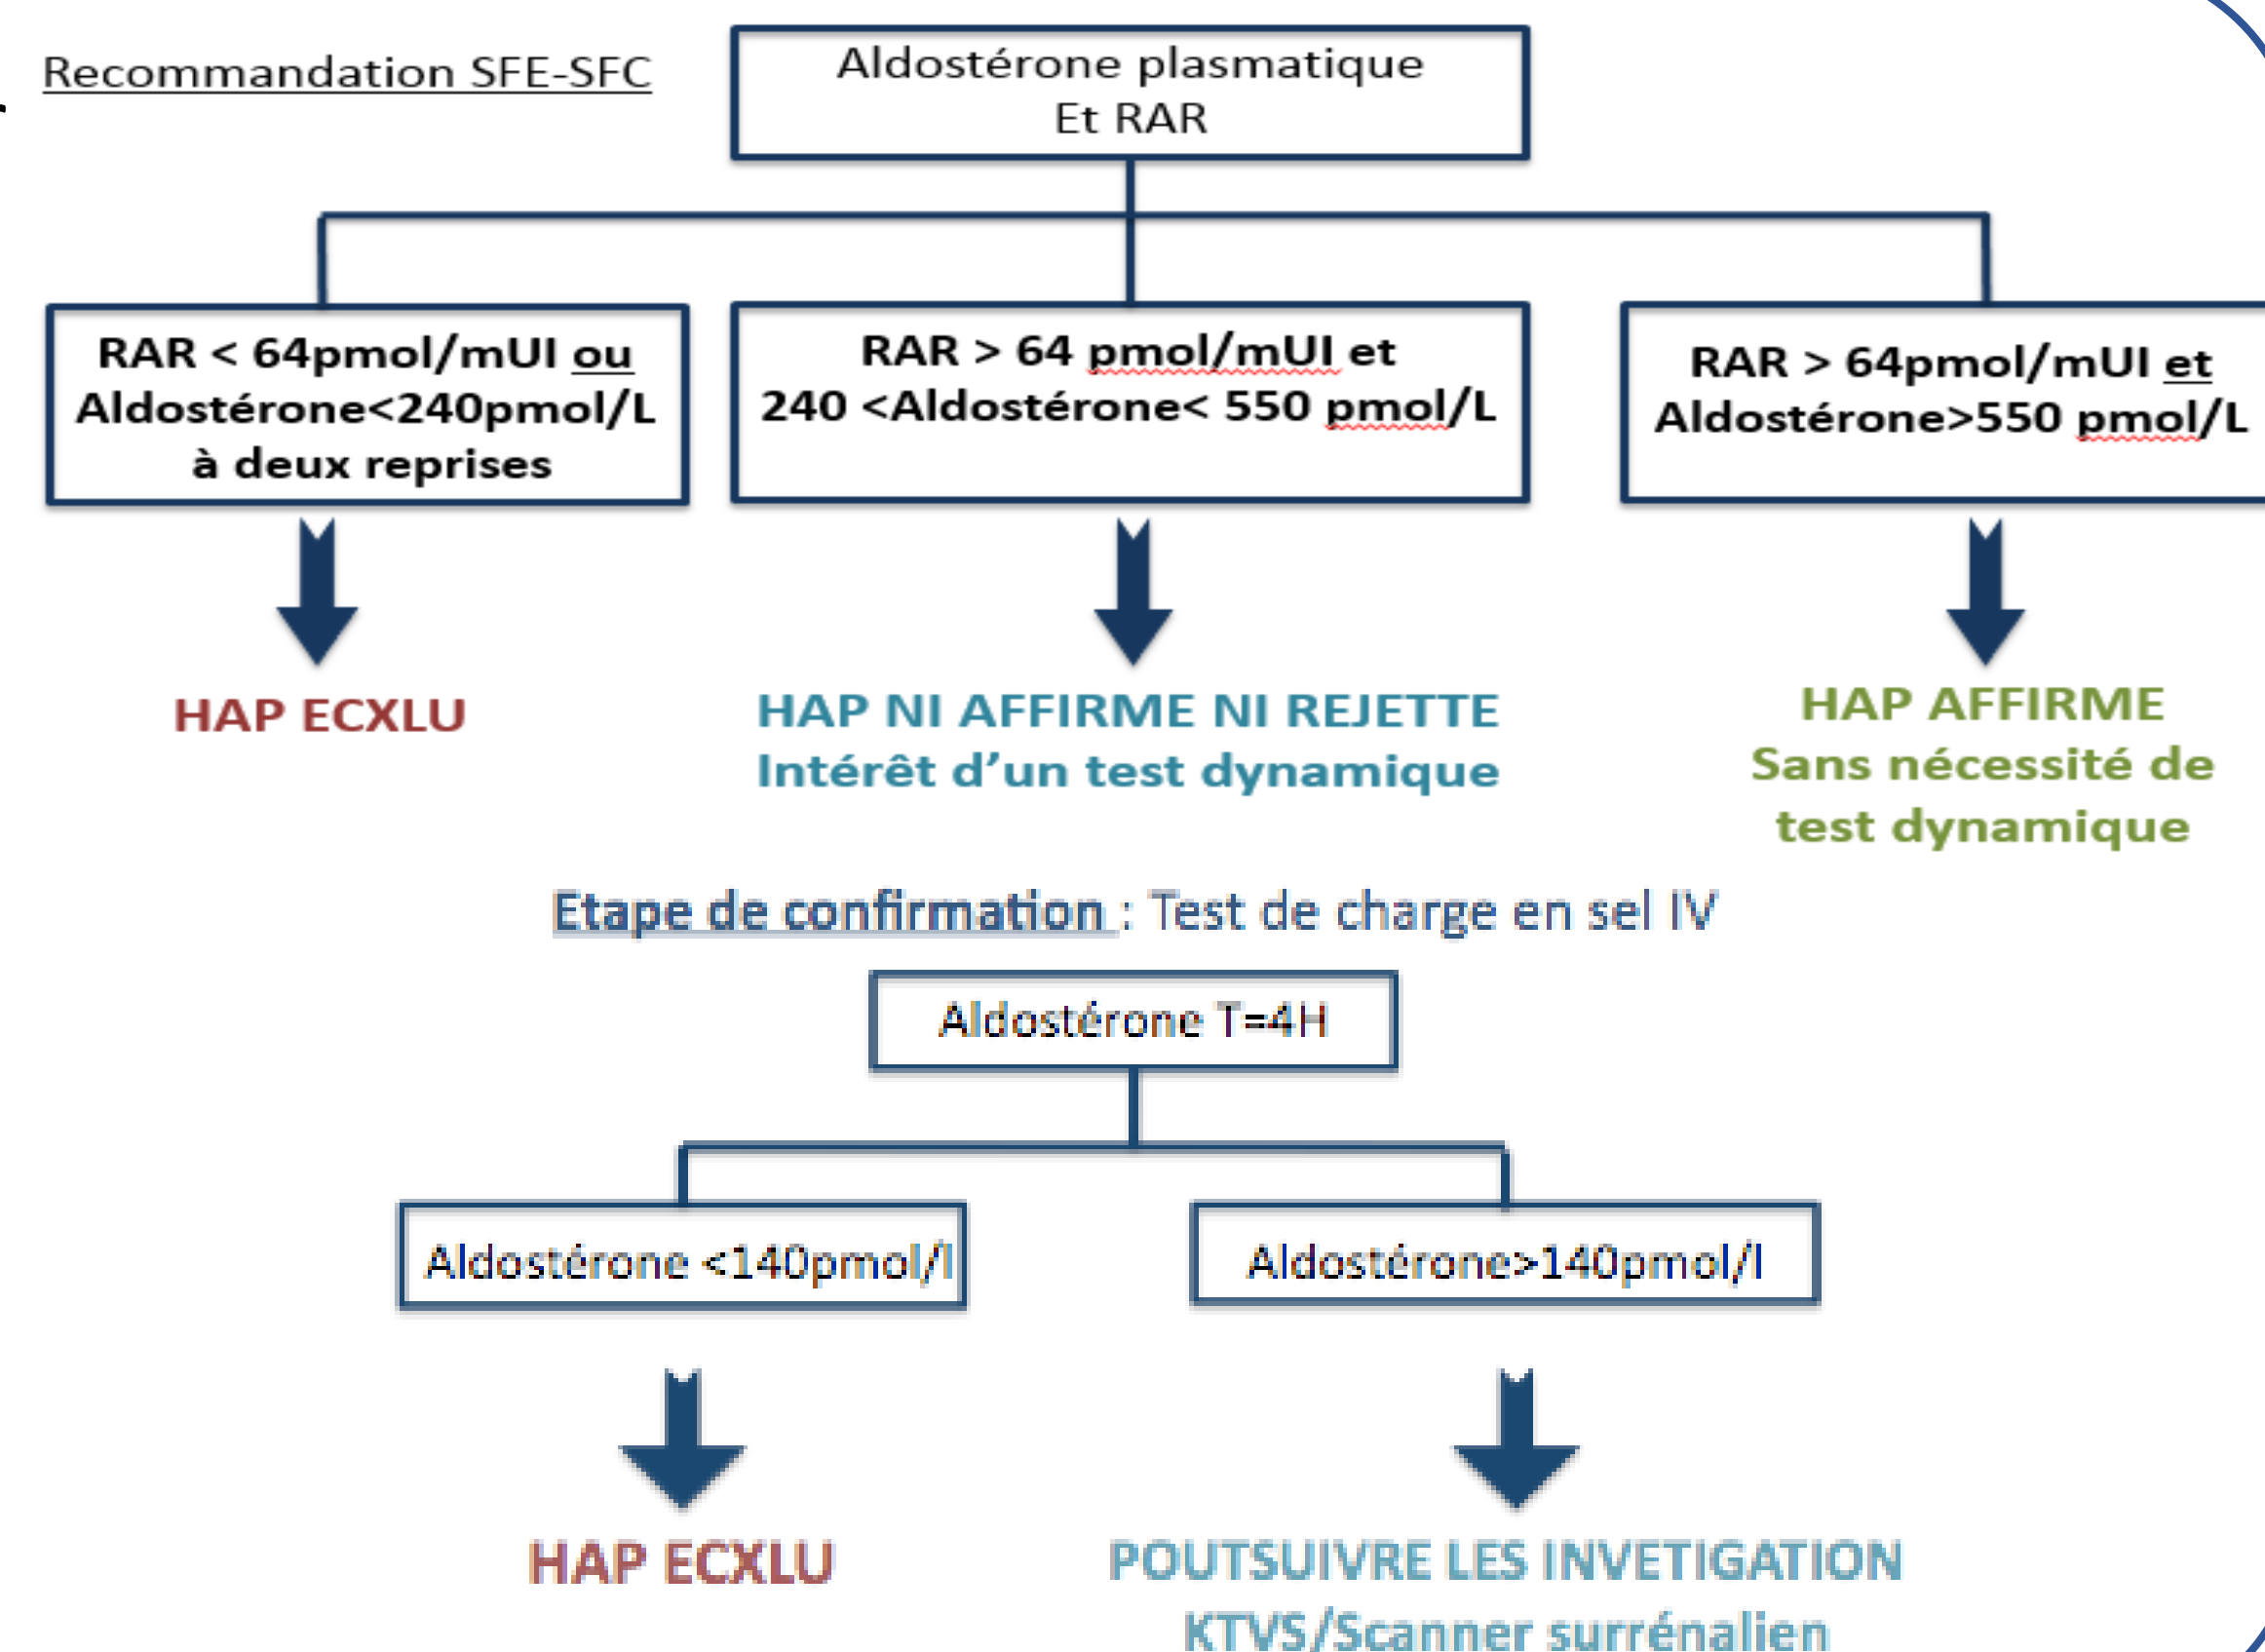 Recommandation SFE-SFC
Aldostérone plasmatique
Et RAR
RAR < 64pmol/mUI ou
Aldostérone<240pmol/L
à deux reprises
RAR > 64 pmol/mUI et
240 <Aldostérone< 550 pmol/L
RAR > 64pmol/mUI et
Aldostérone>550 pmol/L
HAP ECXLU
HAP NI AFFIRME NI REJETTE
Intérêt d’un test dynamique
HAP AFFIRME
Sans nécessité de
test dynamique
Etape de confirmation : Test de charge en sel IV
Aldostérone T=4H
Aldostérone <140pmol/l
Aldostérone>140pmol/l
HAP ECXLU
POUTSUIVRE LES INVETIGATION
KTVS/Scanner surrénalien